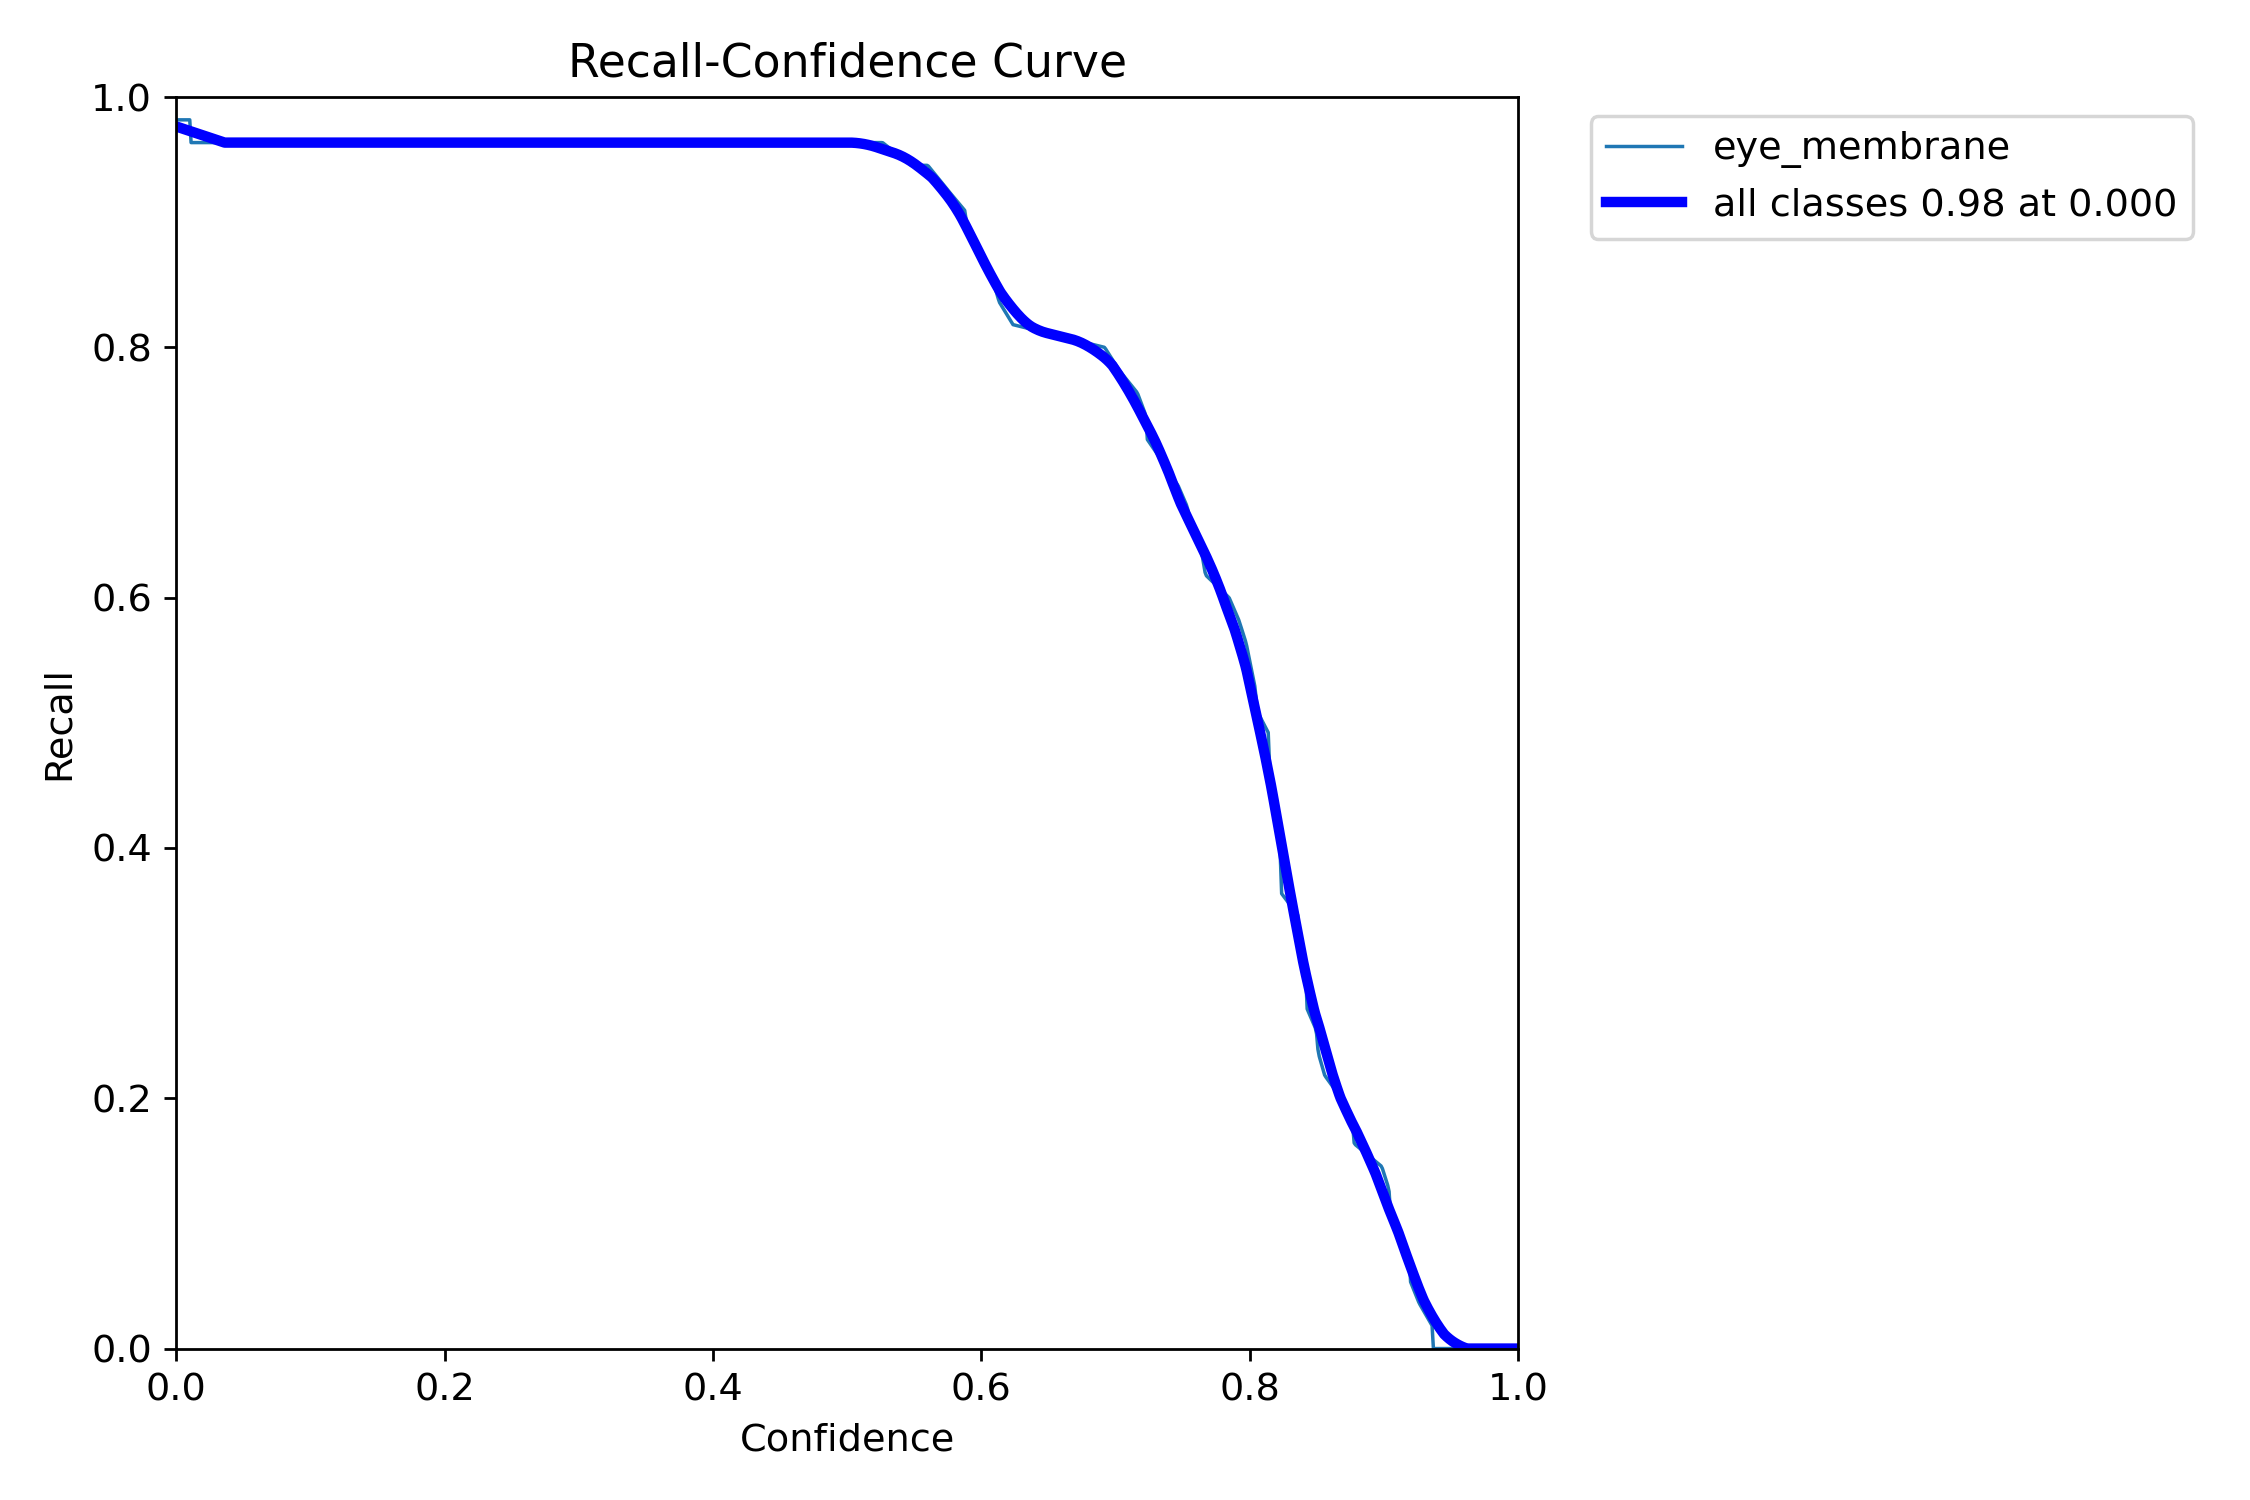 Recall-Confidence Curve
1.0
0.8
0.6
0.4
0.2
0.0
Recall
0.0 0.2 0.4 0.6 0.8 1.0
Confidence
eye_membrane
all classes 0.98 at 0.000